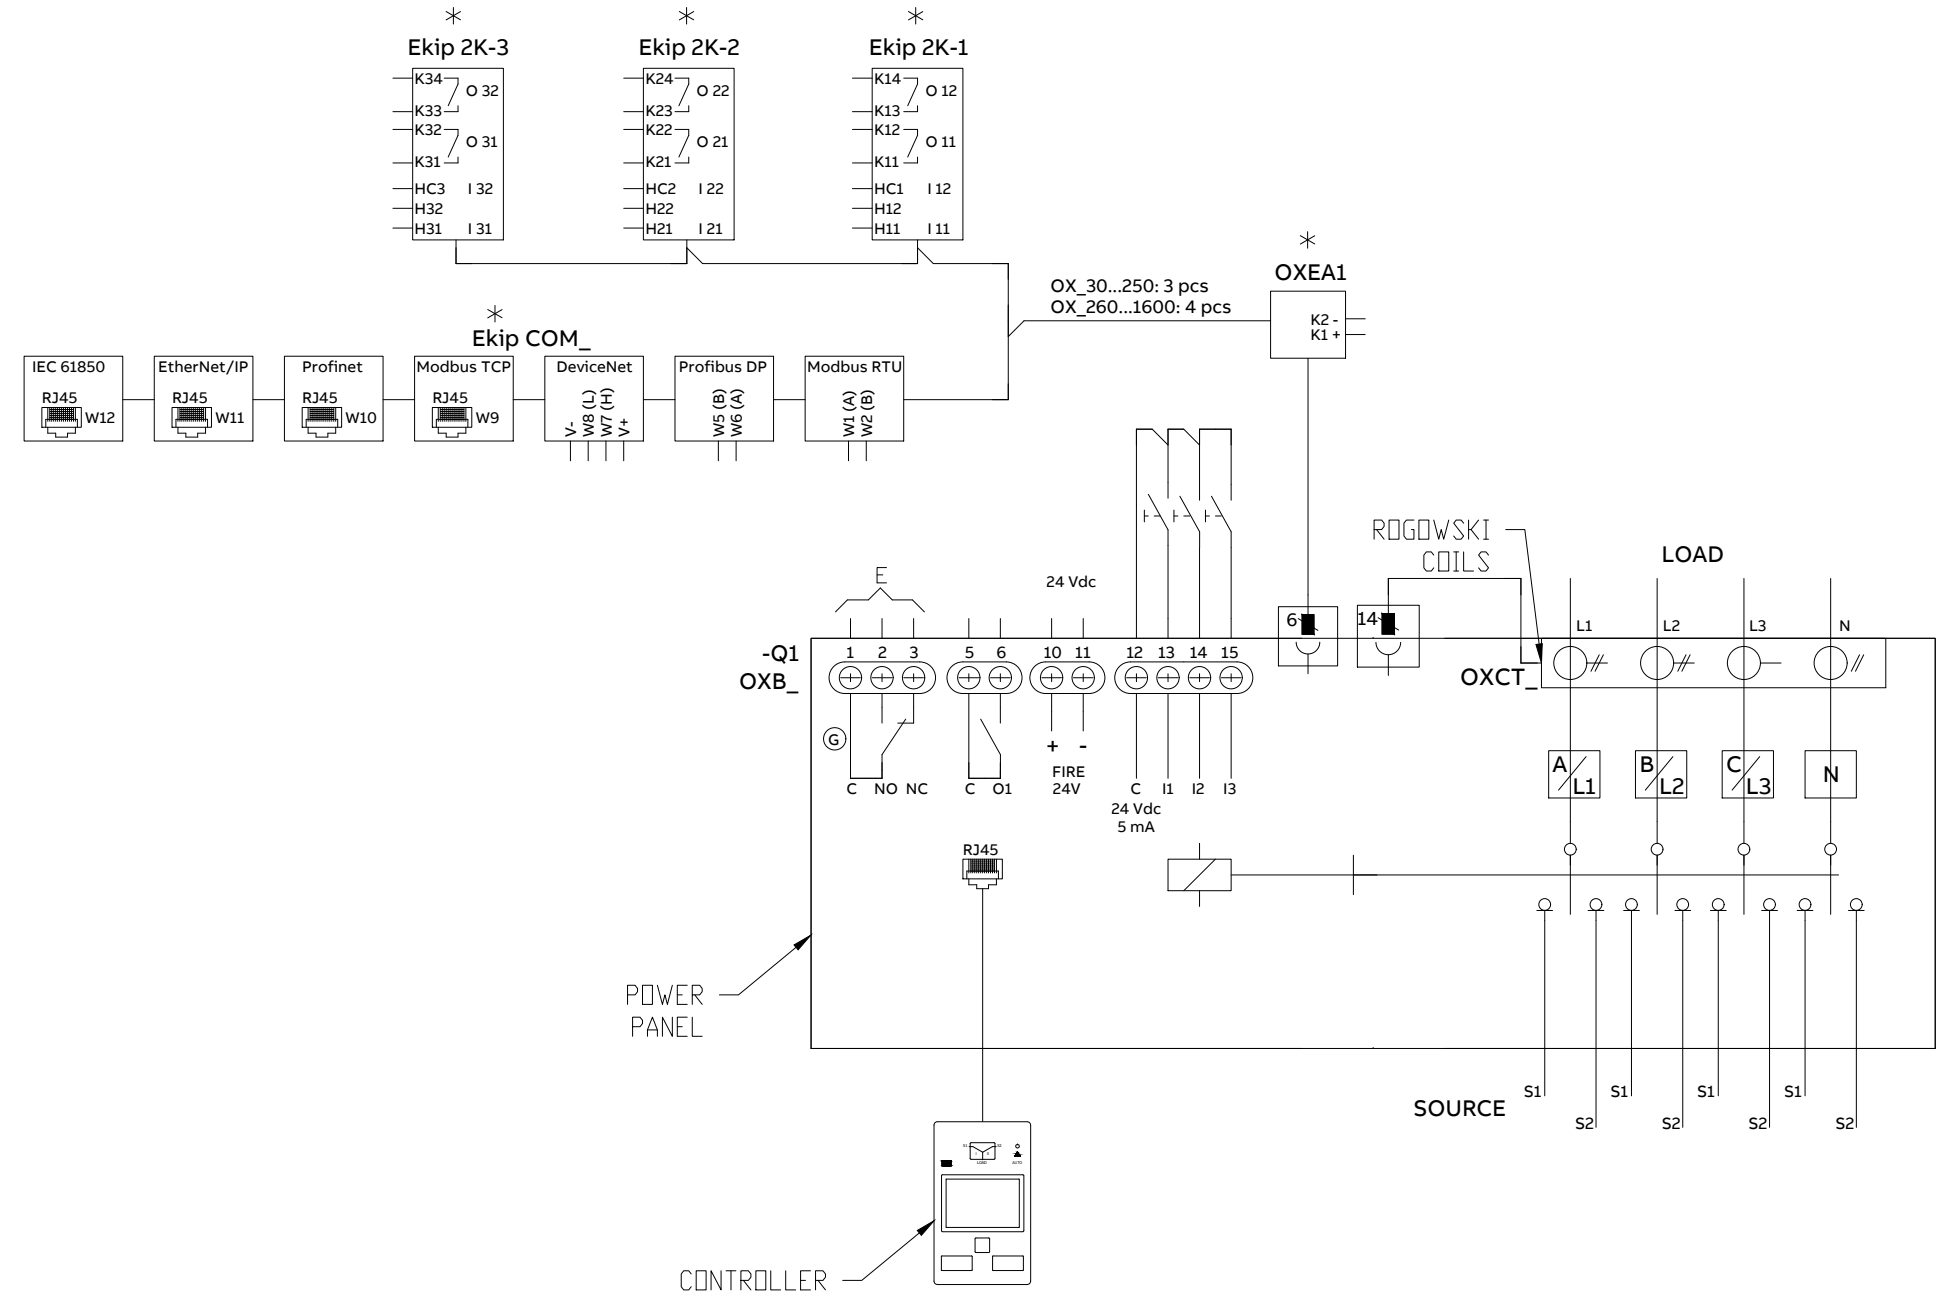 Ekip 2K-3
K34
O 32
K33
K32
O 31
K31
HC3 I 32
H32
H31 I 31
Ekip 2K-2
K24
O 22
K23
K22
O 21
K21
HC2 I 22
H22
H21 I 21
Ekip 2K-1
K14
O 12
K13
K12
O 11
K11
HC1 I 12
H12
H11 I 11
OXEA1
K2 -
K1 +
OX_30...250: 3 pcs
OX_260...1600: 4 pcs
Ekip COM_
IEC 61850
RJ45
W12
EtherNet/IP
RJ45
W11
Profinet
RJ45
W10
Modbus TCP
RJ45
W9
DeviceNet
V-
W8 (L)
W7 (H)
V+
Profibus DP
W5 (B)
W6 (A)
Modbus RTU
W1 (A)
W2 (B)
ROGOWSKI
COILS
LOAD
E
24 Vdc
6
14
L1 L2 L3 N
-Q1
OXB_
1 2 3 5 6 10 11 12 13 14 15
OXCT_
G
+ -
FIRE
24V
C NO NC C O1 C I1 I2 I3
24 Vdc
5 mA
A L1
B L2
C L3
N
RJ45
POWER
PANEL
SOURCE
S1 S1 S1 S1
S2 S2 S2 S2
S1 S2
I II
LOAD
AUTO
CONTROLLER